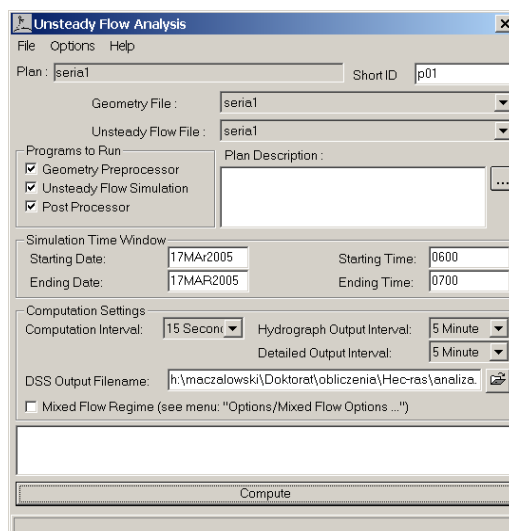 Unsteady Flow Analysis
File Options Help
Plan : seria1 Short ID p01
Geometry File : seria1
Unsteady Flow File : seria1
Programs to Run
Geometry Preprocessor
Unsteady Flow Simulation
Post Processor
Plan Description :
...
Simulation Time Window
Starting Date: 17MAr2005 Starting Time: 0600
Ending Date: 17MAR2005 Ending Time: 0700
Computation Settings
Computation Interval: 15 Second Hydrograph Output Interval: 5 Minute
Detailed Output Interval: 5 Minute
DSS Output Filename: h:\maczalowski\Doktorat\obliczenia\Hec-ras\analiza.
Mixed Flow Regime (see menu: "Options/Mixed Flow Options ...")
Compute